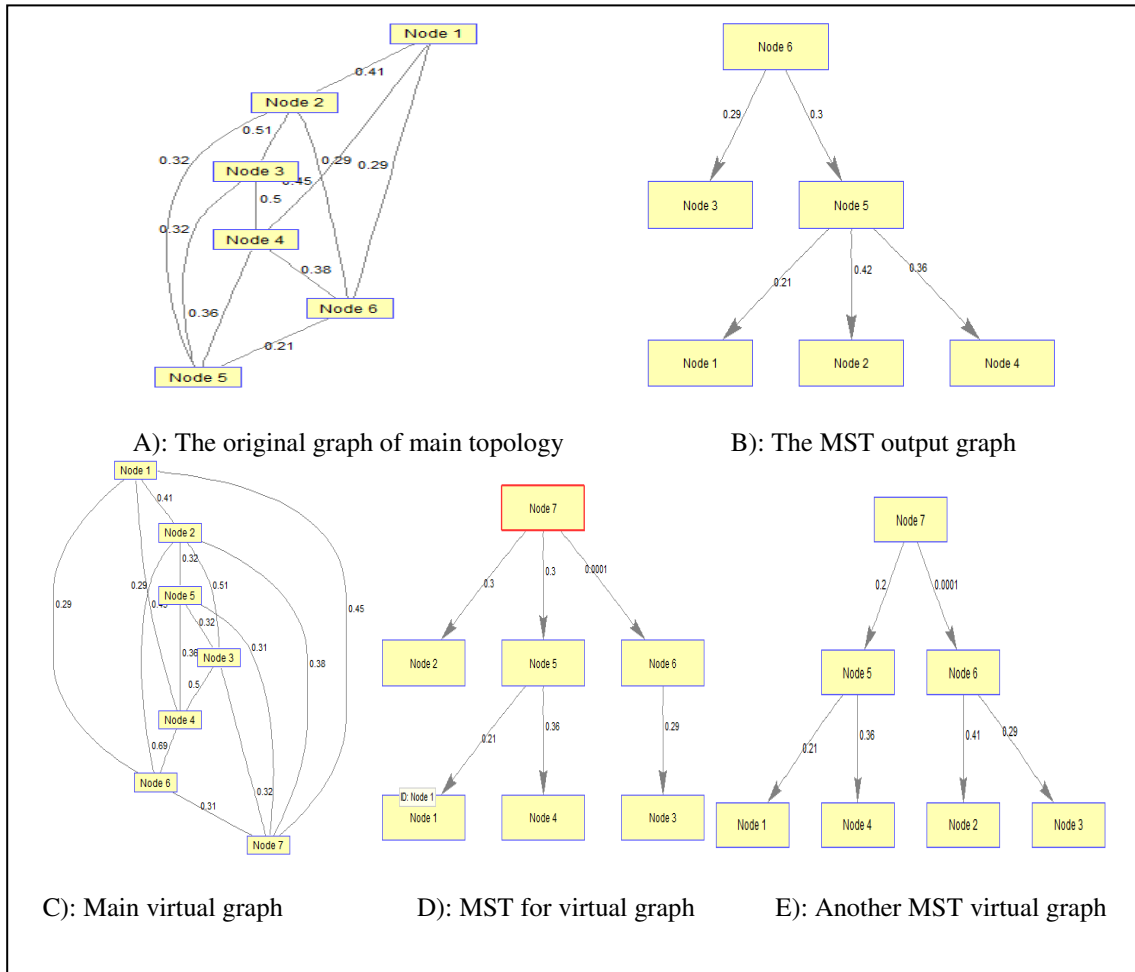 Node 1
0.41
Node 2
0.51
0.32
Node 3
0.29
0.29
0.45
0.5
0.32
Node 4
0.38
Node 6
0.36
0.21
Node 5
A): The original graph of main topology
Node 6
0.29
0.3
Node 3
Node 5
0.21
0.42
0.36
Node 1
Node 2
Node 4
B): The MST output graph
Node 1
0.41
Node 2
0.32
0.29
0.51
Node 5
0.29
0.45
0.32
0.31
0.36
Node 3
0.38
0.5
Node 4
0.69
Node 6
0.31
0.32
Node 7
C): Main virtual graph
Node 7
0.3
0.3
0.0001
Node 2
Node 5
Node 6
0.21
0.36
0.29
ID: Node 1
Node 1
Node 4
Node 3
D): MST for virtual graph
Node 7
0.2
0.0001
Node 5
Node 6
0.21
0.36
0.41
0.29
Node 1
Node 4
Node 2
Node 3
E): Another MST virtual graph